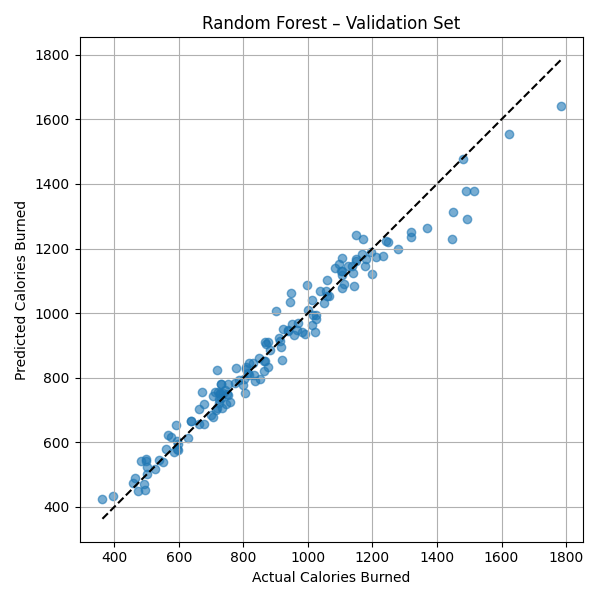 Random Forest – Validation Set
Predicted Calories Burned
1800
1600
1400
1200
1000
800
600
400
400 600 800 1000 1200 1400 1600 1800
Actual Calories Burned